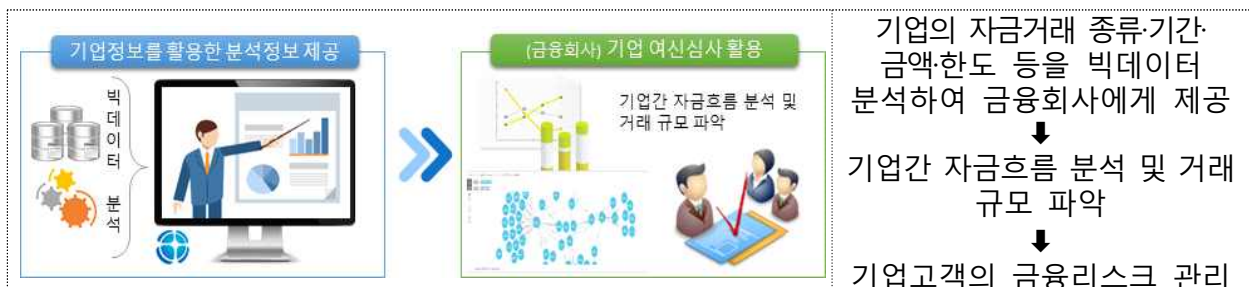 기업정보를 활용한 분석정보 제공
빅데이터 분석
(금융회사) 기업 여신심사 활용
기업간 자금흐름 분석 및
거래 규모 파악
기업의 자금거래 종류·기간·
금액·한도 등을 빅데이터
분석하여 금융회사에게 제공
⬇
기업간 자금흐름 분석 및 거래
규모 파악
⬇
기업고객의 금융리스크 관리